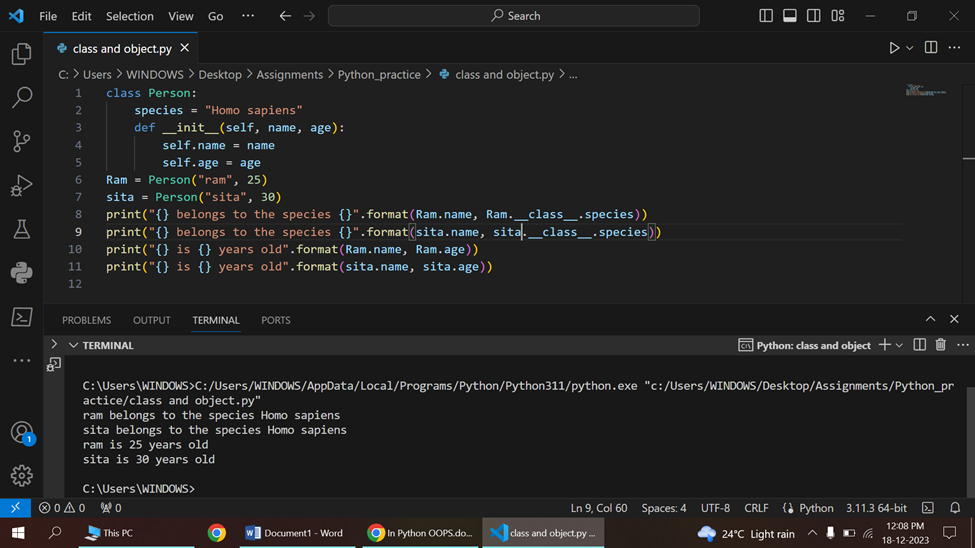 File Edit Selection View Go ··· Search
class and object.py
C: > Users > WINDOWS > Desktop > Assignments > Python_practice > class and object.py > ...
1 class Person:
2     species = "Homo sapiens"
3     def __init__(self, name, age):
4         self.name = name
5         self.age = age
6 Ram = Person("ram", 25)
7 sita = Person("sita", 30)
8 print("{} belongs to the species {}".format(Ram.name, Ram.__class__.species))
9 print("{} belongs to the species {}".format(sita.name, sita.__class__.species))
10 print("{} is {} years old".format(Ram.name, Ram.age))
11 print("{} is {} years old".format(sita.name, sita.age))
12
PROBLEMS OUTPUT TERMINAL PORTS
TERMINAL Python: class and object
C:\Users\WINDOWS>C:/Users/WINDOWS/AppData/Local/Programs/Python/Python311/python.exe "c:/Users/WINDOWS/Desktop/Assignments/Python_pr
actice/class and object.py"
ram belongs to the species Homo sapiens
sita belongs to the species Homo sapiens
ram is 25 years old
sita is 30 years old
C:\Users\WINDOWS>
1
0 0 0 Ln 9, Col 60 Spaces: 4 UTF-8 CRLF Python 3.11.3 64-bit
This PC Document1 - Word In Python OOPS.do... class and object.py ... 24°C Light rain 12:08 PM
18-12-2023